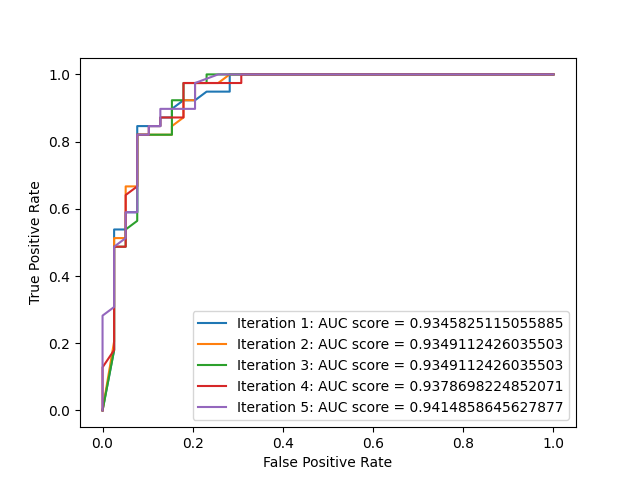 1.0
0.8
0.6
0.4
0.2
0.0
True Positive Rate
Iteration 1: AUC score = 0.9345825115055885
Iteration 2: AUC score = 0.9349112426035503
Iteration 3: AUC score = 0.9349112426035503
Iteration 4: AUC score = 0.9378698224852071
Iteration 5: AUC score = 0.9414858645627877
0.0 0.2 0.4 0.6 0.8 1.0
False Positive Rate